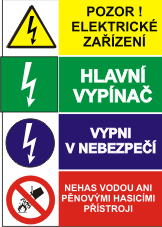 POZOR !
ELEKTRICKÉ
ZAŘÍZENÍ
HLAVNÍ
VYPÍNAČ
VYPNI
V NEBEZPEČÍ
NEHAS VODOU ANI
PĚNOVÝMI HASICÍMI
PŘÍSTROJI